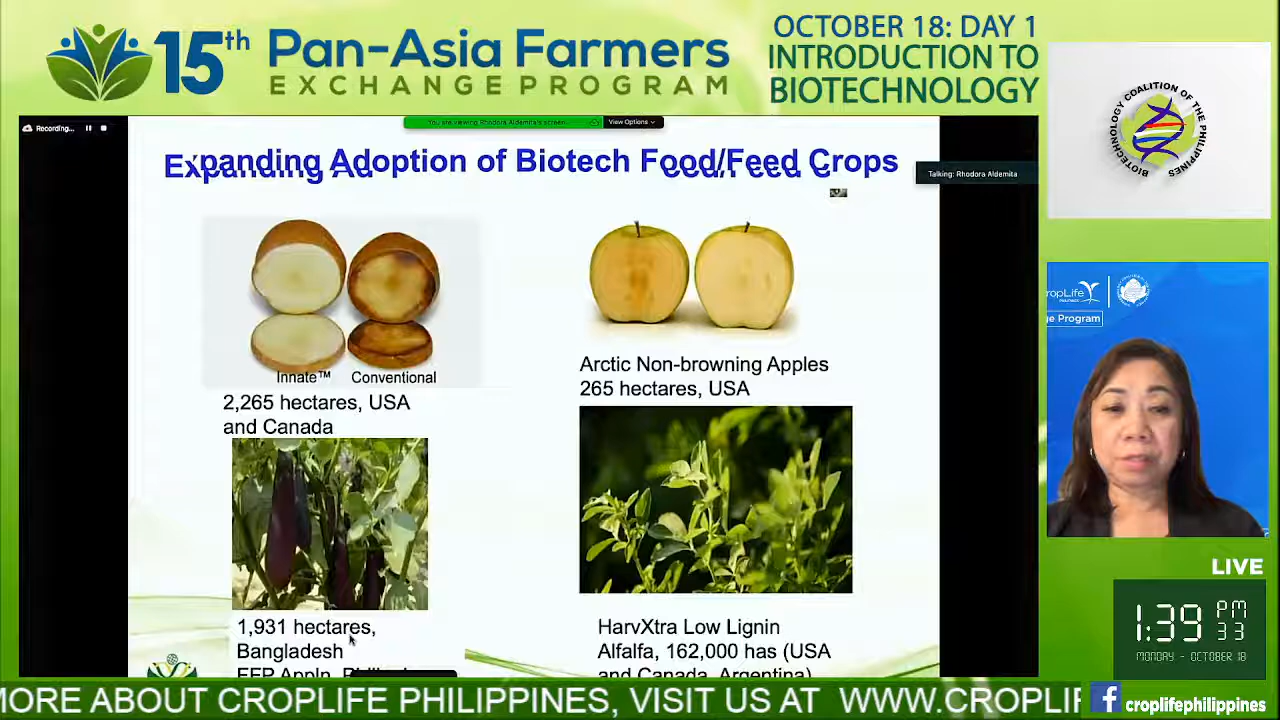 15th Pan-Asia Farmers
EXCHANGE PROGRAM
OCTOBER 18: DAY 1
INTRODUCTION TO
BIOTECHNOLOGY
BIOTECHNOLOGY COALITION OF THE PHILIPPINES
Recording...
You are viewing Rhodora Aldemita's screen
View Options
Talking: Rhodora Aldemita
Expanding Adoption of Biotech Food/Feed Crops
Innate™ Conventional
2,265 hectares, USA
and Canada
Arctic Non-browning Apples
265 hectares, USA
1,931 hectares,
Bangladesh
HarvXtra Low Lignin
Alfalfa, 162,000 has (USA
and Canada, Argentina)
ropLife
ge Program
LIVE
1:39 PM
33
MONDAY - OCTOBER 18
MORE ABOUT CROPLIFE PHILIPPINES, VISIT US AT WWW.CROPLIF
croplifephilippines